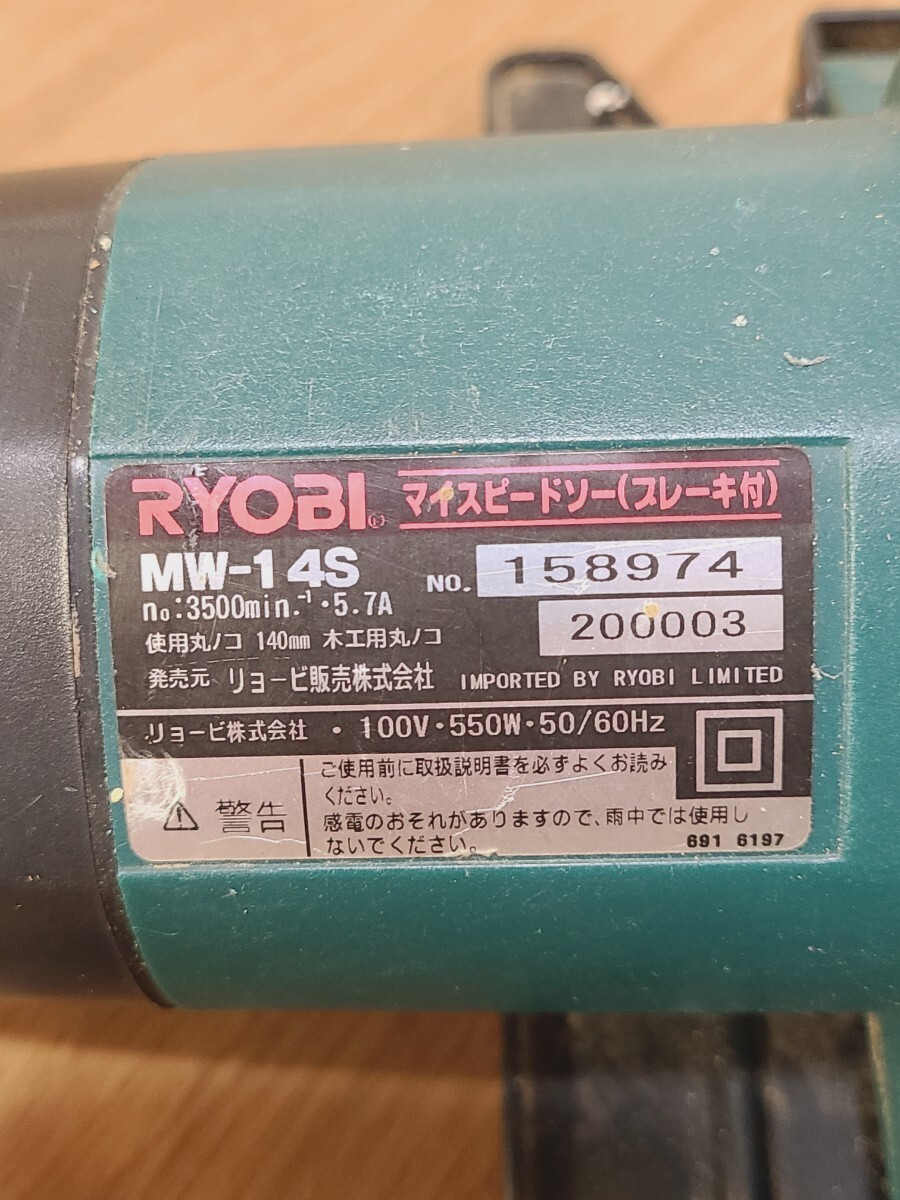 RYOBI® マイスピードソー(ブレーキ付)
MW-14S NO. 158974
no:3500min.-1・5.7A 200003
使用丸ノコ 140mm 木工用丸ノコ
発売元 リョービ販売株式会社 IMPORTED BY RYOBI LIMITED
リョービ株式会社 ・100V・550W・50/60Hz
警告
ご使用前に取扱説明書を必ずよくお読み
ください。
感電のおそれがありますので、雨中では使用し
ないでください。
691 6197